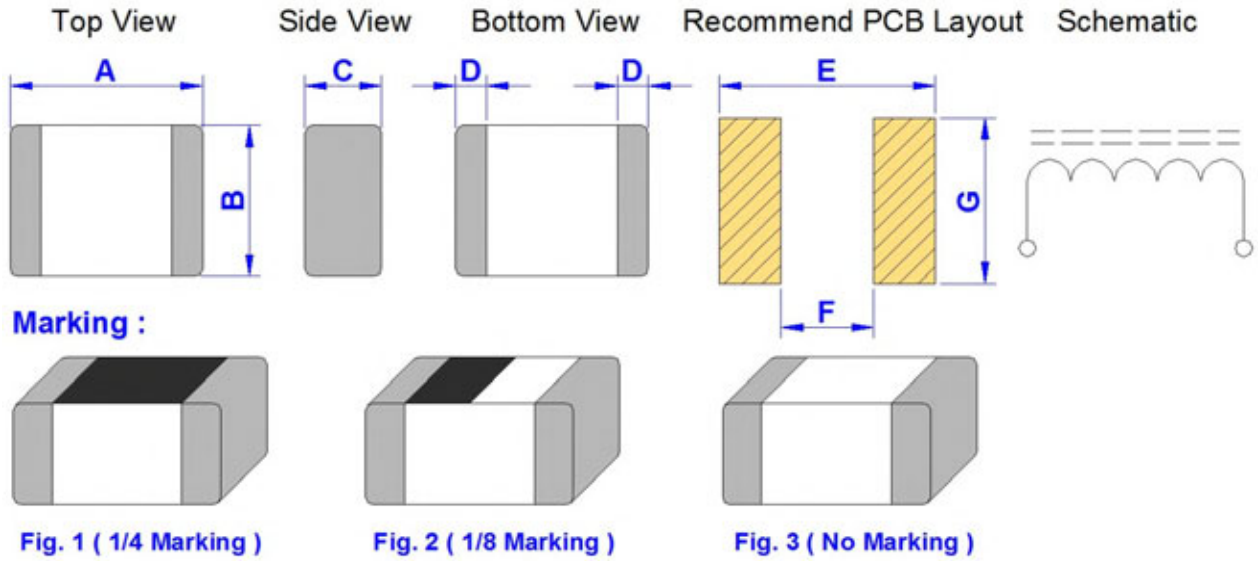 Top View Side View Bottom View Recommend PCB Layout Schematic
A C D D E
B G
F
Marking :
Fig. 1 ( 1/4 Marking ) Fig. 2 ( 1/8 Marking ) Fig. 3 ( No Marking )